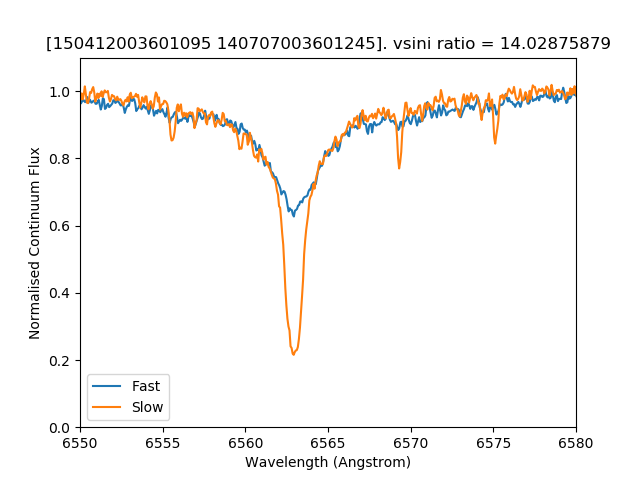 [150412003601095 140707003601245]. vsini ratio = 14.02875879
Normalised Continuum Flux
1.0
0.8
0.6
0.4
0.2
0.0
Fast
Slow
6550 6555 6560 6565 6570 6575 6580
Wavelength (Angstrom)